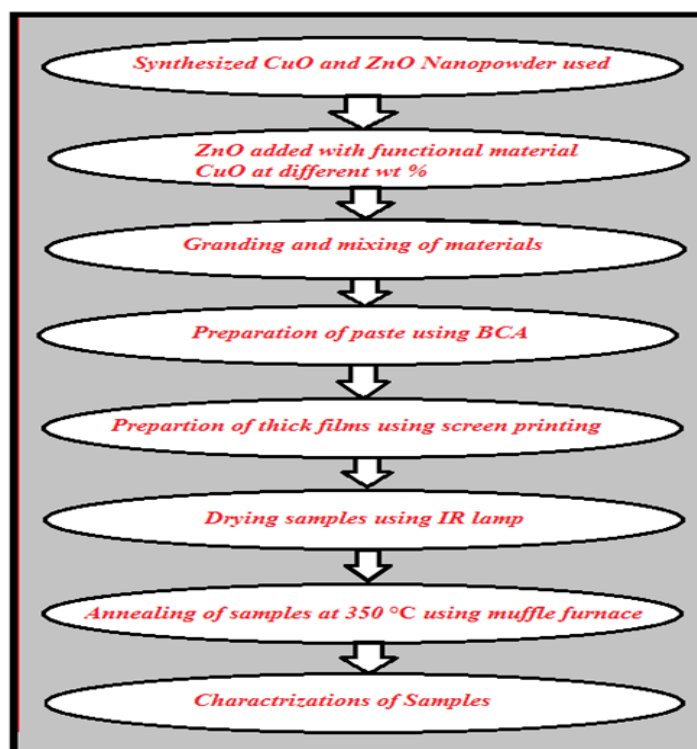 Synthesized CuO and ZnO Nanopowder used
ZnO added with functional material
CuO at different wt %
Granding and mixing of materials
Preparation of paste using BCA
Prepartion of thick films using screen printing
Drying samples using IR lamp
Annealing of samples at 350 °C using muffle furnace
Charactrizations of Samples